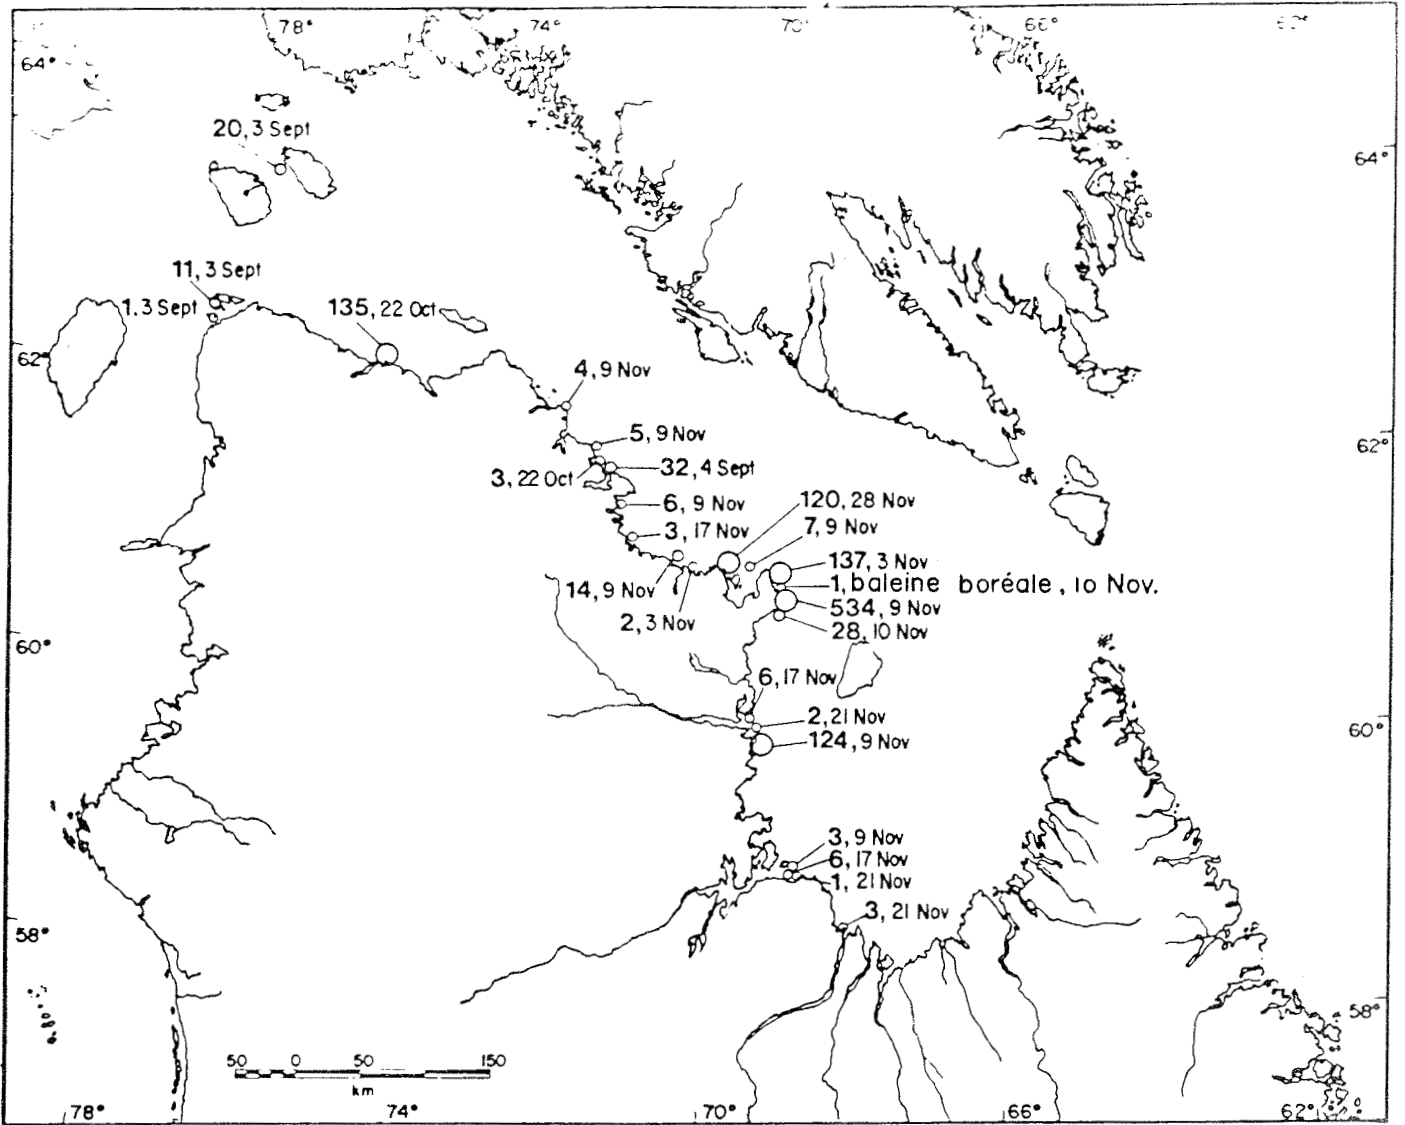 78° 74° 70° 66°
64°
20, 3 Sept
64°
11, 3 Sept
1.3 Sept
135, 22 Oct
62°
4, 9 Nov
5, 9 Nov
62°
3, 22 Oct
32, 4 Sept
6, 9 Nov
120, 28 Nov
3, 17 Nov
7, 9 Nov
137, 3 Nov
14, 9 Nov
1, baleine boréale, 10 Nov.
2, 3 Nov
534, 9 Nov
28, 10 Nov
60°
6, 17 Nov
2, 21 Nov
60°
124, 9 Nov
3, 9 Nov
6, 17 Nov
1, 21 Nov
3, 21 Nov
58°
58°
50 0 50 150
km
78° 74° 70° 66° 62°